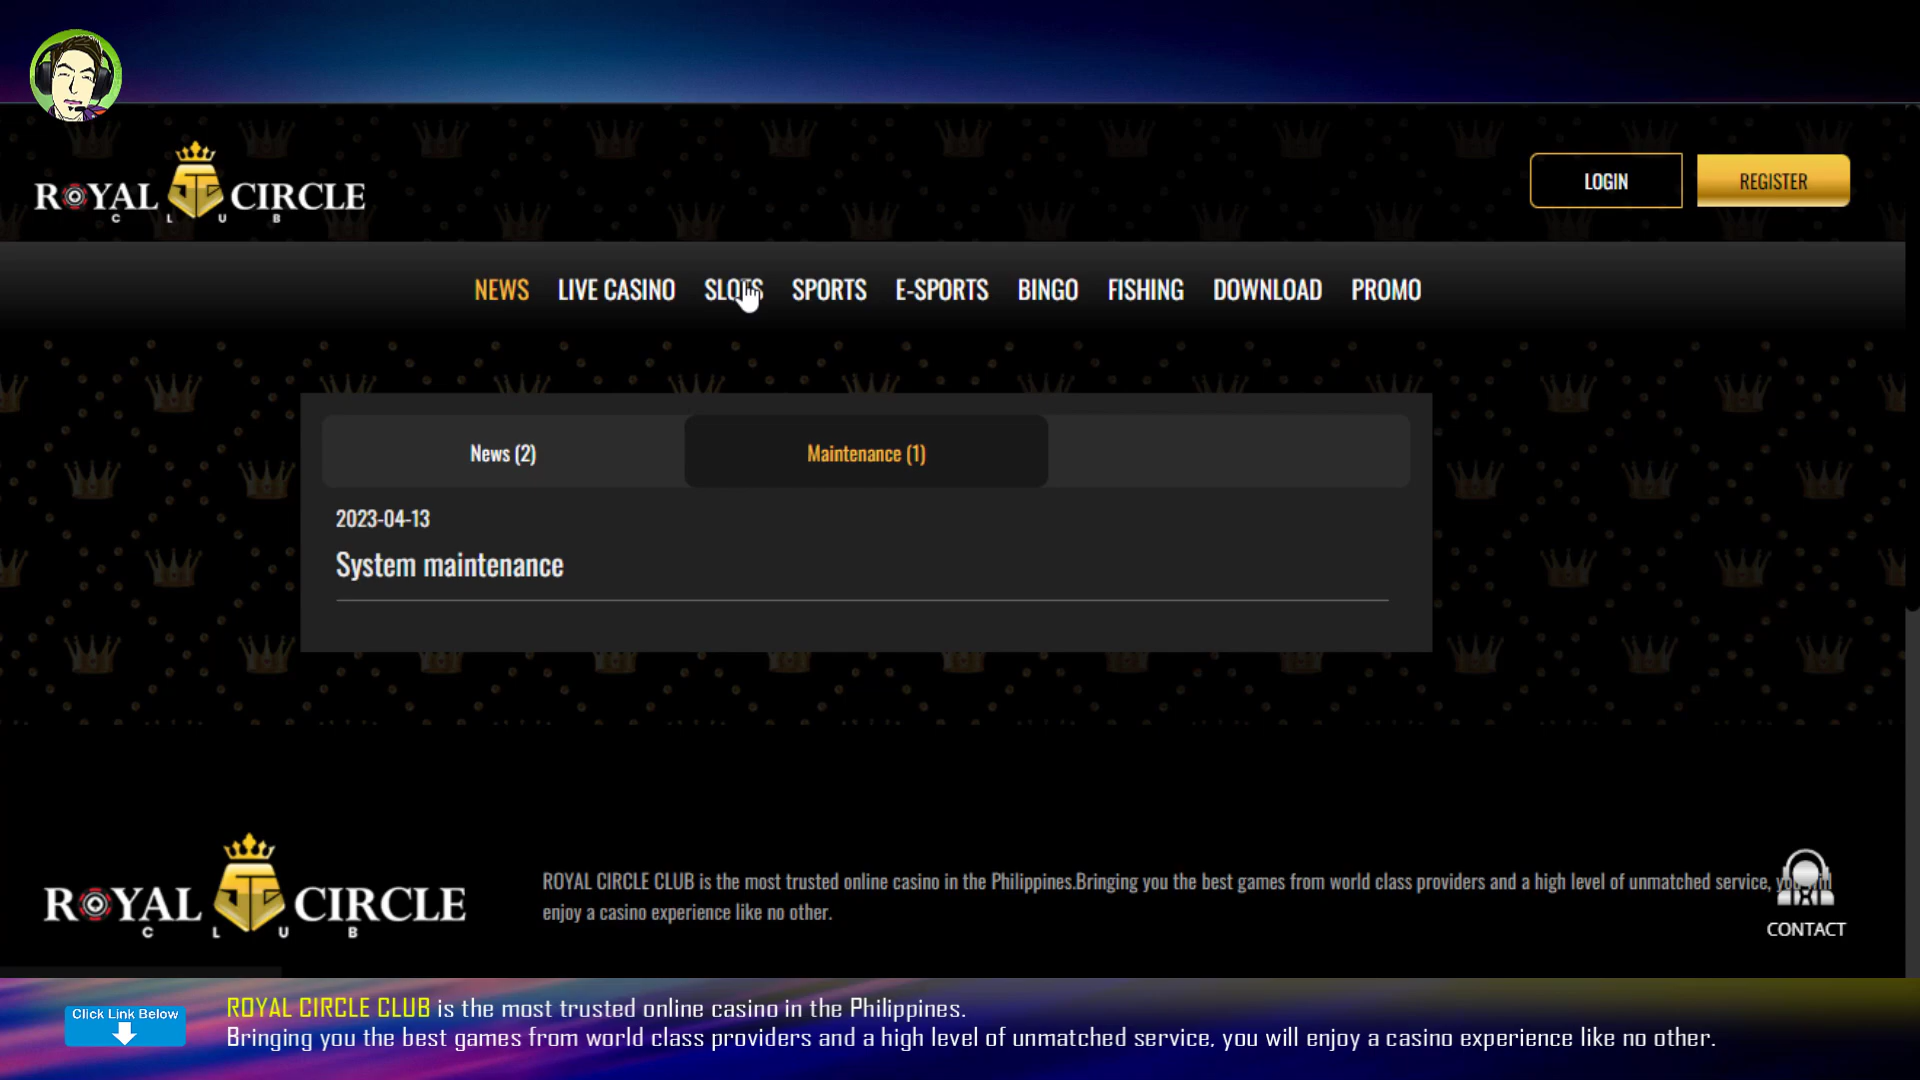 ROYAL CIRCLE
CLUB
LOGIN
REGISTER
NEWS
LIVE CASINO
SLOTS
SPORTS
E-SPORTS
BINGO
FISHING
DOWNLOAD
PROMO
News (2)
Maintenance (1)
2023-04-13
System maintenance
ROYAL CIRCLE
CLUB
ROYAL CIRCLE CLUB is the most trusted online casino in the Philippines.Bringing you the best games from world class providers and a high level of unmatched service, you will
enjoy a casino experience like no other.
CONTACT
Click Link Below
ROYAL CIRCLE CLUB is the most trusted online casino in the Philippines.
Bringing you the best games from world class providers and a high level of unmatched service, you will enjoy a casino experience like no other.